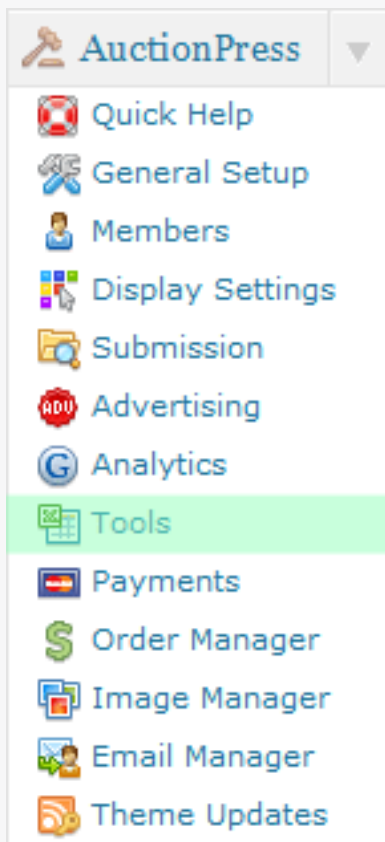 AuctionPress
Quick Help
General Setup
Members
Display Settings
Submission
ADV Advertising
G Analytics
Tools
Payments
$ Order Manager
Image Manager
Email Manager
Theme Updates